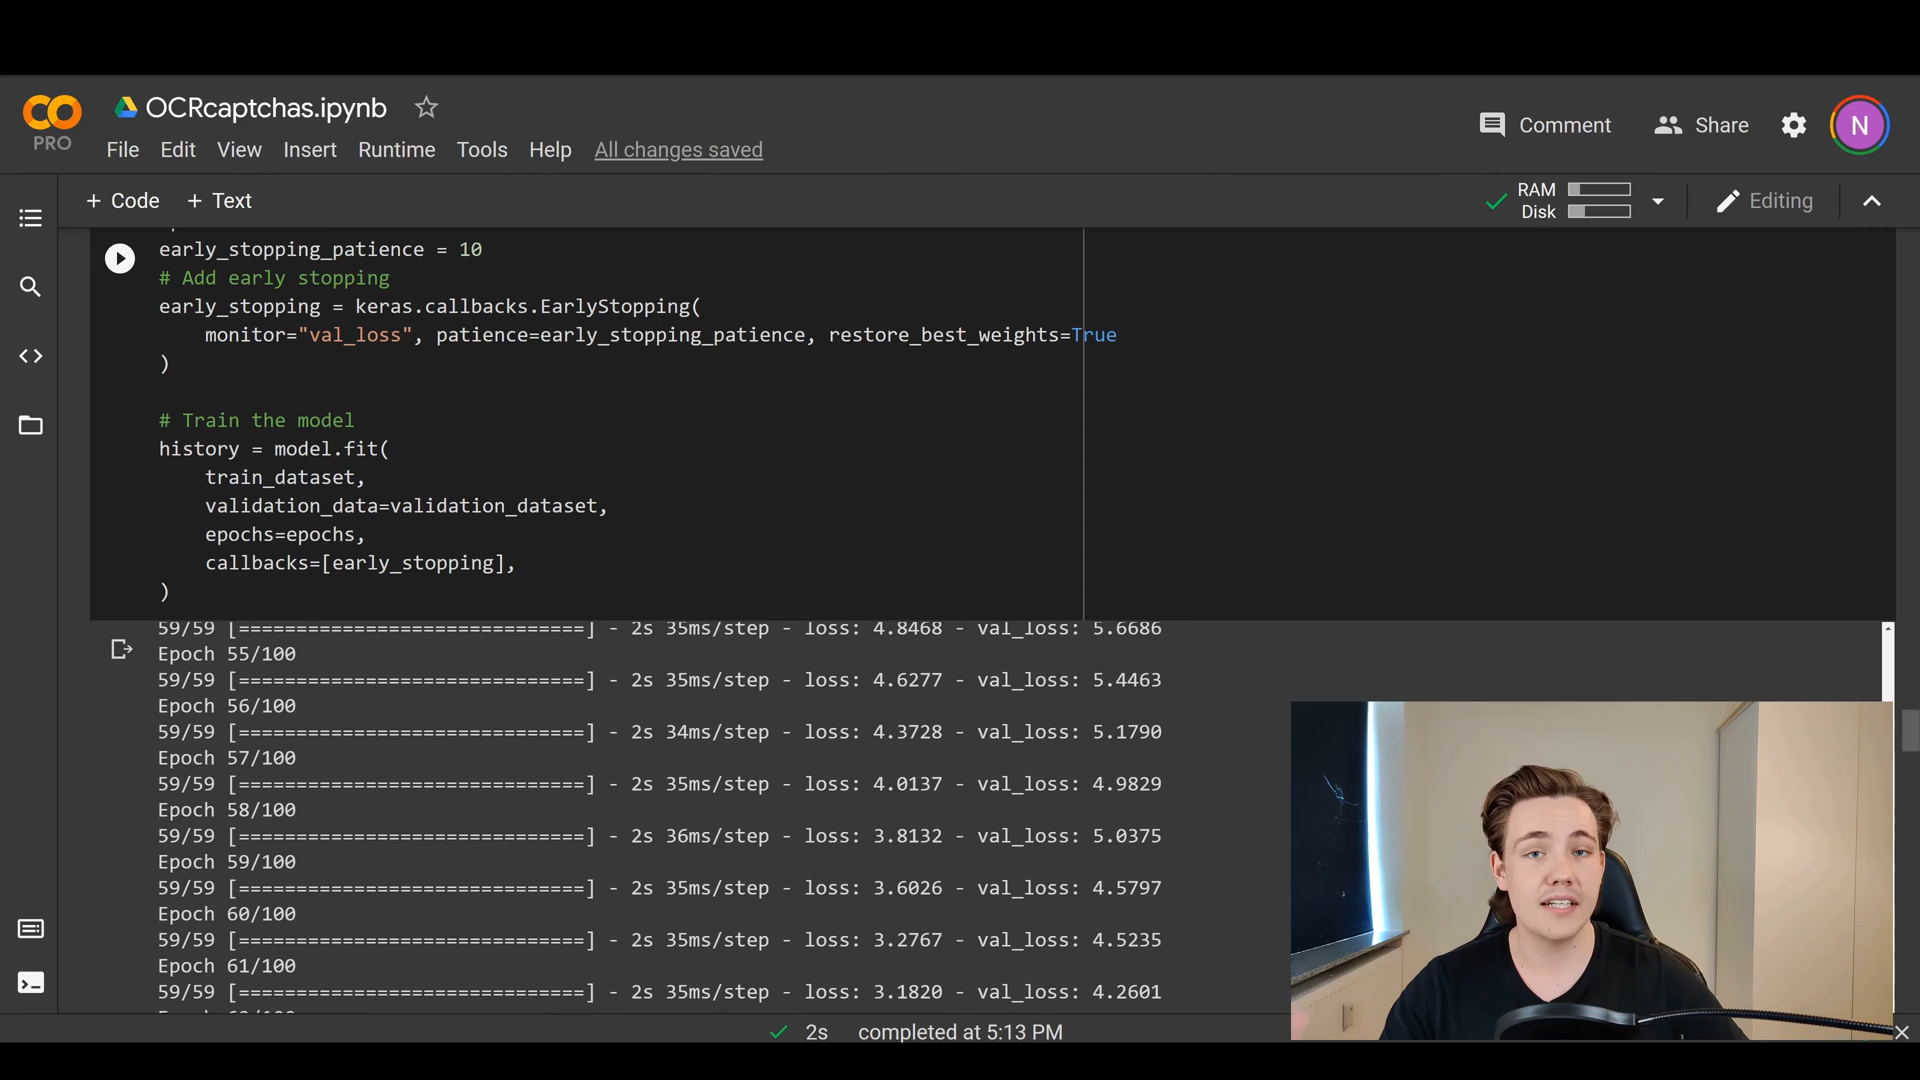 CO
PRO
OCRcaptchas.ipynb
File Edit View Insert Runtime Tools Help All changes saved
Comment
Share
N
+ Code + Text
RAM
Disk
Editing
early_stopping_patience = 10
# Add early stopping
early_stopping = keras.callbacks.EarlyStopping(
monitor="val_loss", patience=early_stopping_patience, restore_best_weights=True
)
# Train the model
history = model.fit(
train_dataset,
validation_data=validation_dataset,
epochs=epochs,
callbacks=[early_stopping],
)
59/59 [==============================] - 2s 35ms/step - loss: 4.8468 - val_loss: 5.6686
Epoch 55/100
59/59 [==============================] - 2s 35ms/step - loss: 4.6277 - val_loss: 5.4463
Epoch 56/100
59/59 [==============================] - 2s 34ms/step - loss: 4.3728 - val_loss: 5.1790
Epoch 57/100
59/59 [==============================] - 2s 35ms/step - loss: 4.0137 - val_loss: 4.9829
Epoch 58/100
59/59 [==============================] - 2s 36ms/step - loss: 3.8132 - val_loss: 5.0375
Epoch 59/100
59/59 [==============================] - 2s 35ms/step - loss: 3.6026 - val_loss: 4.5797
Epoch 60/100
59/59 [==============================] - 2s 35ms/step - loss: 3.2767 - val_loss: 4.5235
Epoch 61/100
59/59 [==============================] - 2s 35ms/step - loss: 3.1820 - val_loss: 4.2601
2s completed at 5:13 PM